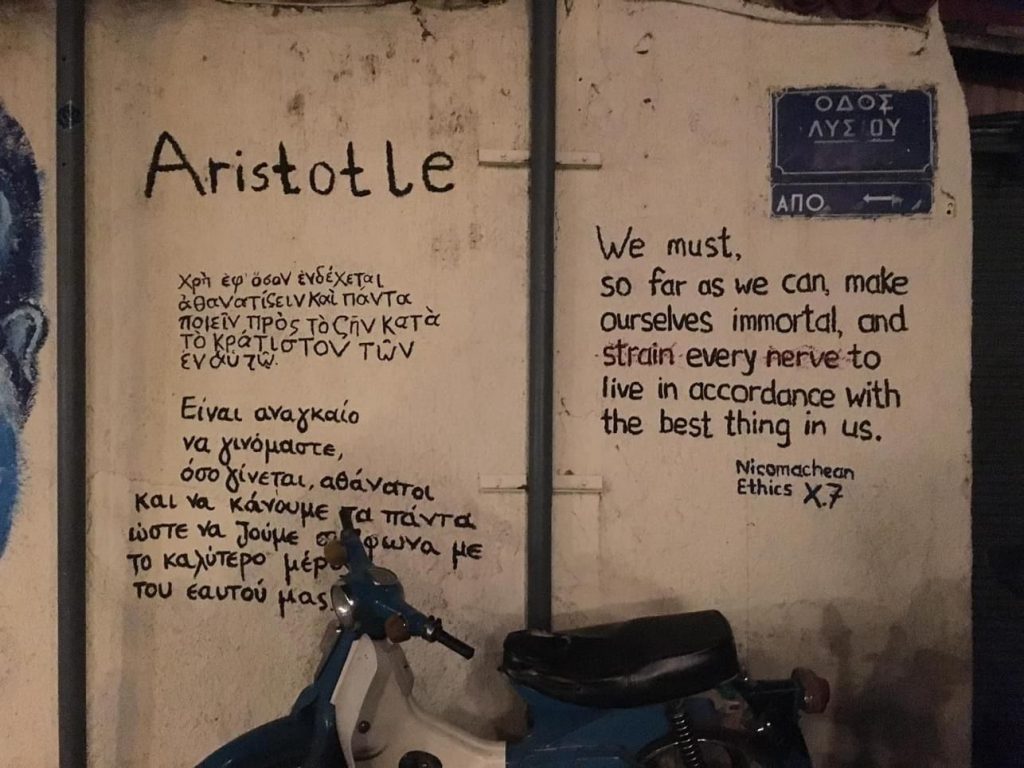 Aristotle
χρὴ ἐφ' ὅσον ἐνδέχεται
ἀθανατίζειν καὶ πάντα
ποιεῖν πρὸς τὸ ζῆν κατὰ
τὸ κράτιστον τῶν
ἐν αὑτῷ.
Είναι αναγκαίο
να γινόμαστε,
όσο γίνεται, αθάνατοι
και να κάνουμε τα πάντα
ώστε να ζούμε με
το καλύτερο
του εαυτού μας
ΟΔΟΣ
ΛΥΣΙΟΥ
ΑΠΟ
We must,
so far as we can, make
ourselves immortal, and
strain every nerve to
live in accordance with
the best thing in us.
Nicomachean
Ethics X.7